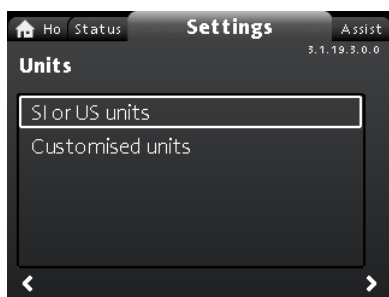 Ho Status Settings Assist
3.1.19.3.0.0
Units
SI or US units
Customised units